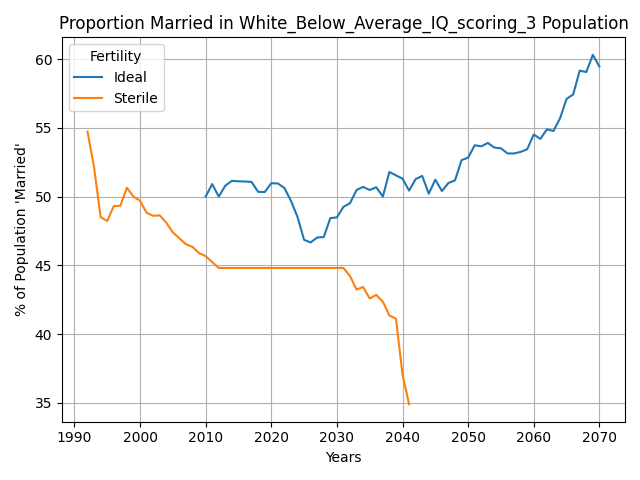 Proportion Married in White_Below_Average_IQ_scoring_3 Population
Fertility
Ideal
Sterile
% of Population 'Married'
60
55
50
45
40
35
1990 2000 2010 2020 2030 2040 2050 2060 2070
Years